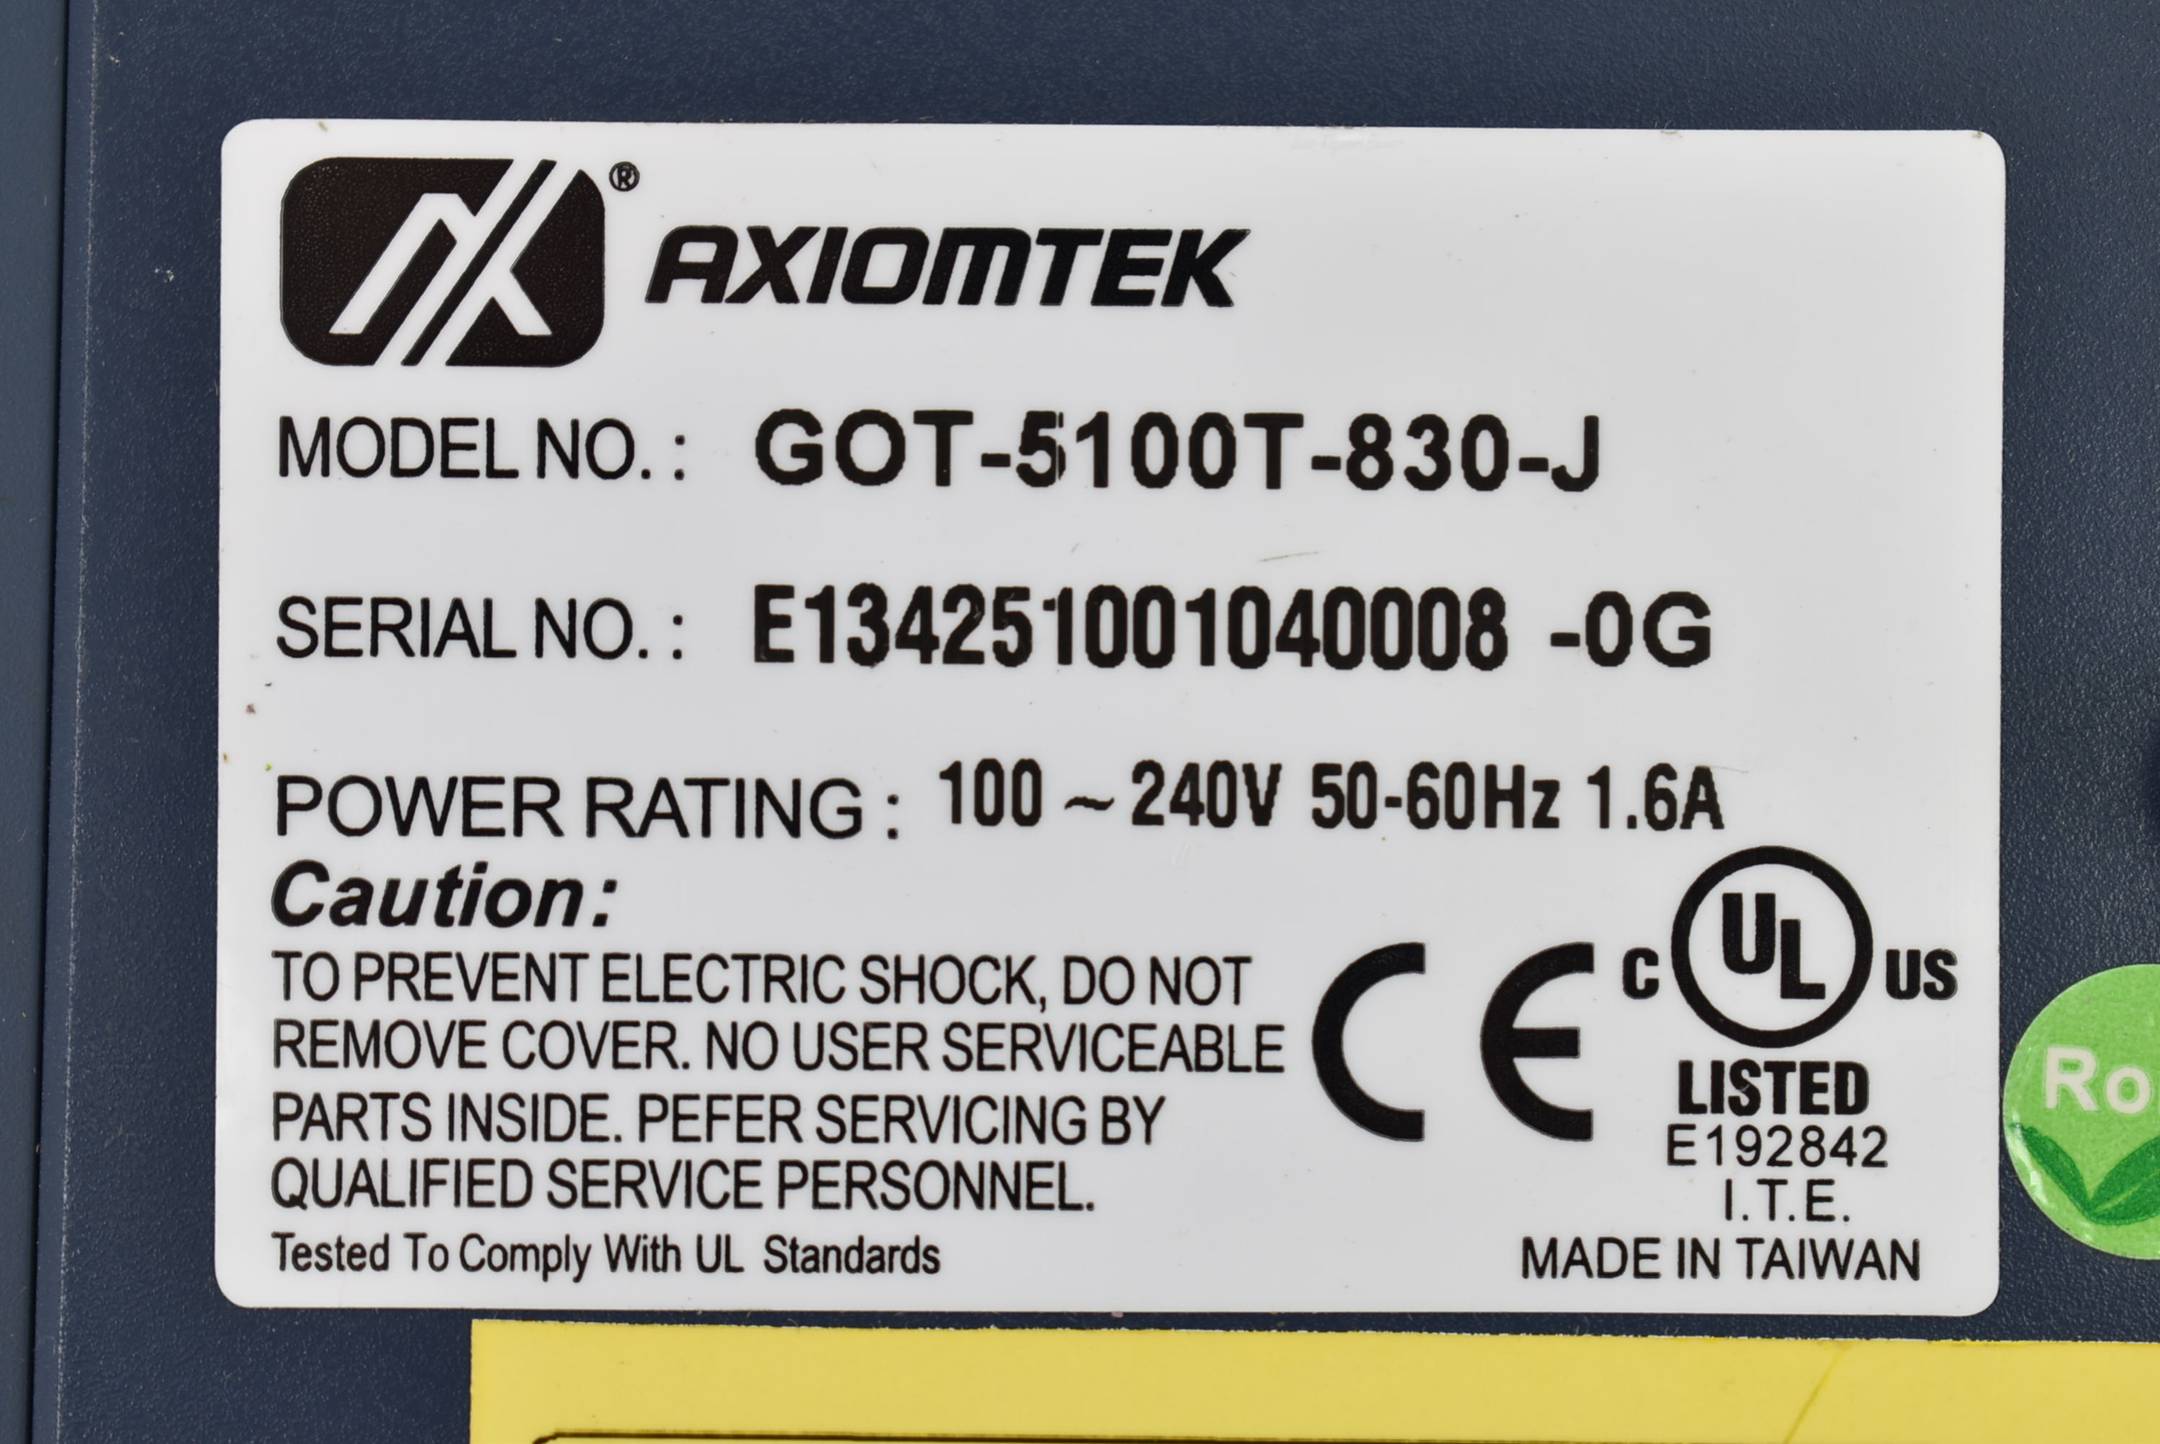 ® AXIOMTEK
MODEL NO. : GOT-5100T-830-J
SERIAL NO. : E134251001040008 -0G
POWER RATING : 100 ~ 240V 50-60Hz 1.6A
Caution:
TO PREVENT ELECTRIC SHOCK, DO NOT
REMOVE COVER. NO USER SERVICEABLE
PARTS INSIDE. PEFER SERVICING BY
QUALIFIED SERVICE PERSONNEL.
Tested To Comply With UL Standards
CE
C UL US
LISTED
E192842
I.T.E.
MADE IN TAIWAN
Ro